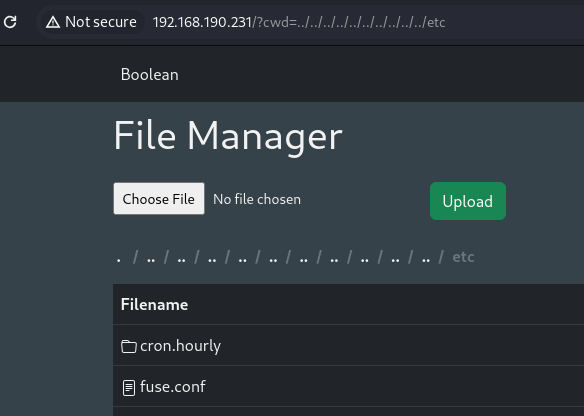 Not secure 192.168.190.231/?cwd=../../../../../../../../../../etc
Boolean
File Manager
Choose File No file chosen Upload
. / .. / .. / .. / .. / .. / .. / .. / .. / .. / .. / etc
Filename
cron.hourly
fuse.conf